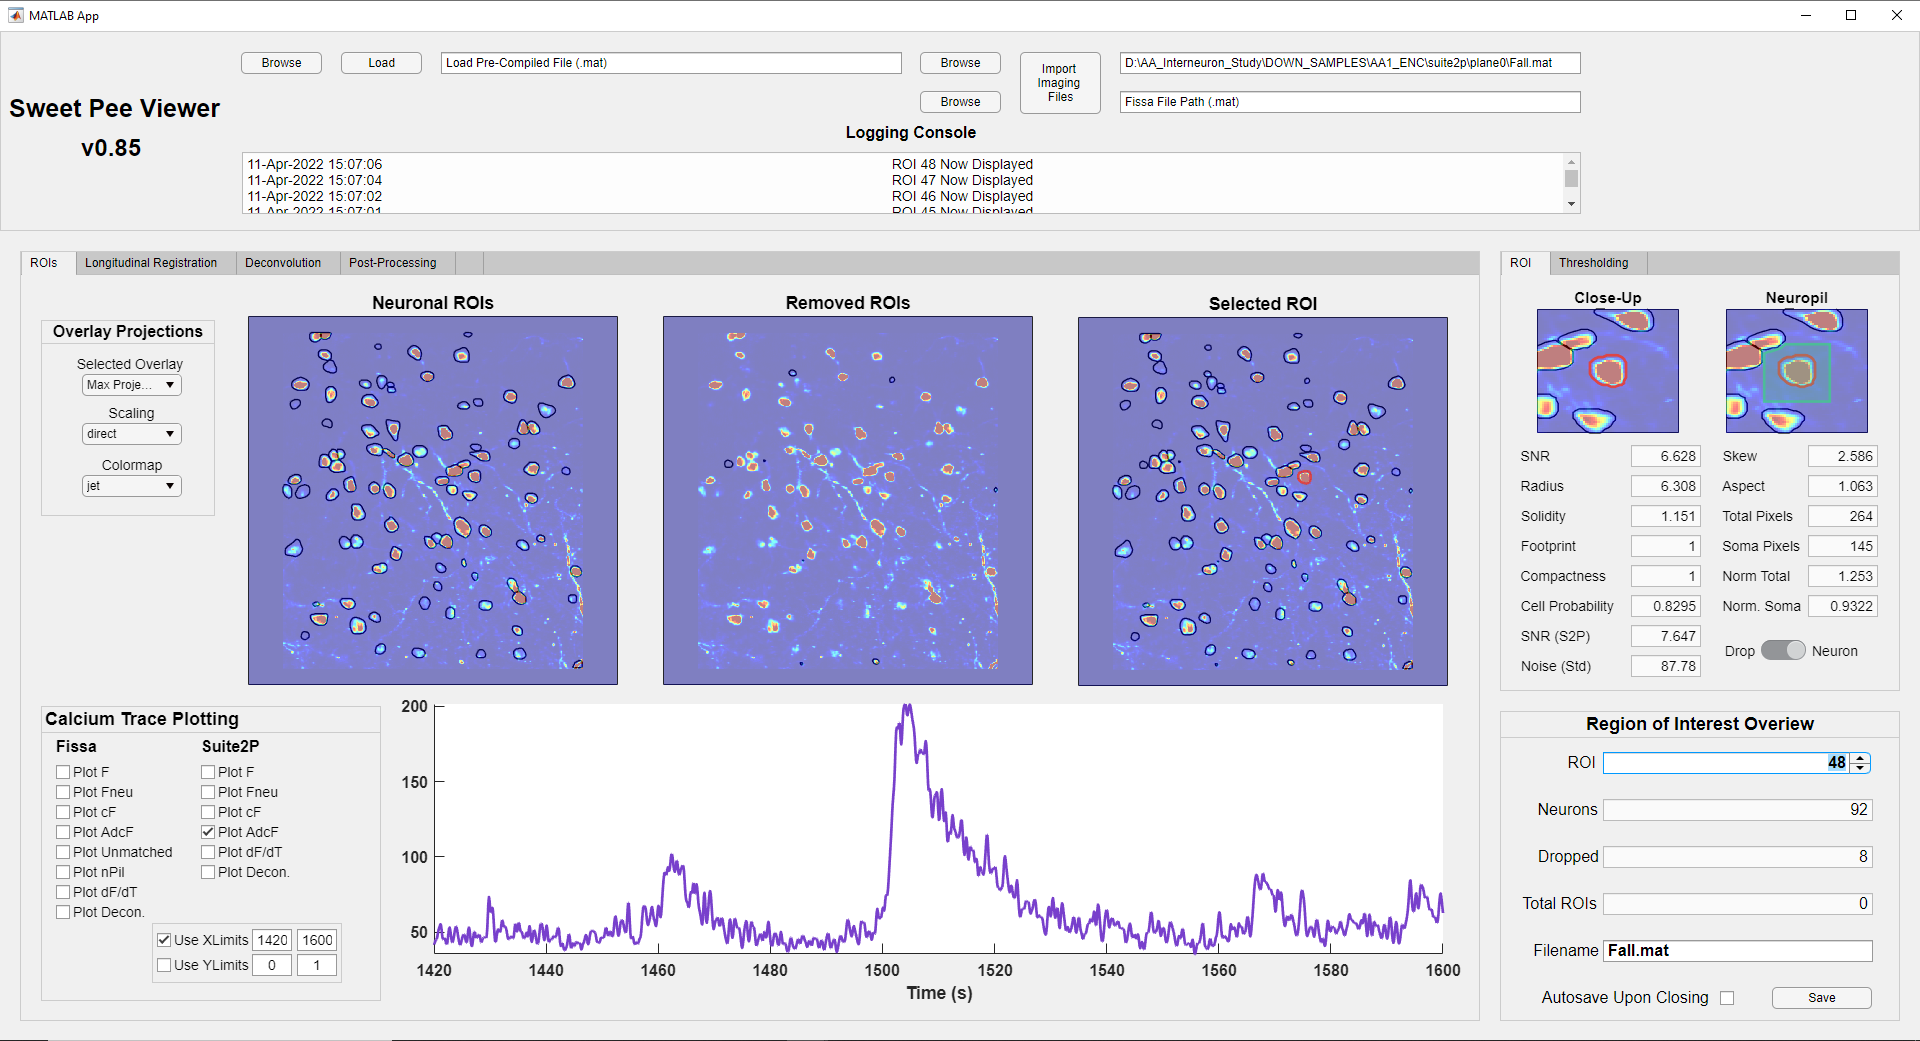 MATLAB App
Browse
Load
Load Pre-Compiled File (.mat)
Browse
Import
Imaging
Files
D:\AA_Interneuron_Study\DOWN_SAMPLES\AA1_ENC\suite2p\plane0\Fall.mat
Browse
Fissa File Path (.mat)
Sweet Pee Viewer
v0.85
Logging Console
11-Apr-2022 15:07:06 ROI 48 Now Displayed
11-Apr-2022 15:07:04 ROI 47 Now Displayed
11-Apr-2022 15:07:02 ROI 46 Now Displayed
11-Apr-2022 15:07:01 ROI 45 Now Displayed
ROIs
Longitudinal Registration
Deconvolution
Post-Processing
Overlay Projections
Selected Overlay
Max Proje...
Scaling
direct
Colormap
jet
Neuronal ROIs
Removed ROIs
Selected ROI
Calcium Trace Plotting
Fissa
Plot F
Plot Fneu
Plot cF
Plot AdcF
Plot Unmatched
Plot nPil
Plot dF/dT
Plot Decon.
Suite2P
Plot F
Plot Fneu
Plot cF
Plot AdcF
Plot dF/dT
Plot Decon.
Use XLimits 1420 1600
Use YLimits 0 1
200
150
100
50
1420 1440 1460 1480 1500 1520 1540 1560 1580 1600
Time (s)
ROI
Thresholding
Close-Up
Neuropil
SNR 6.628
Radius 6.308
Solidity 1.151
Footprint 1
Compactness 1
Cell Probability 0.8295
SNR (S2P) 7.647
Noise (Std) 87.78
Skew 2.586
Aspect 1.063
Total Pixels 264
Soma Pixels 145
Norm Total 1.253
Norm. Soma 0.9322
Drop Neuron
Region of Interest Overiew
ROI 48
Neurons 92
Dropped 8
Total ROIs 0
Filename Fall.mat
Autosave Upon Closing
Save